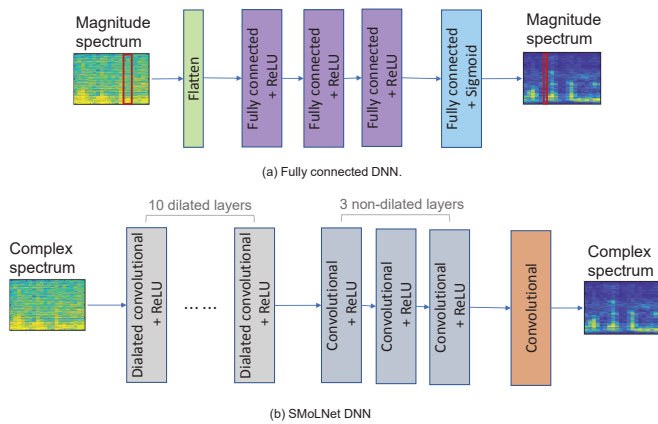 Magnitude
spectrum
Flatten
Fully connected
+ ReLU
Fully connected
+ ReLU
Fully connected
+ ReLU
Fully connected
+ Sigmoid
Magnitude
spectrum
(a) Fully connected DNN.
10 dilated layers
3 non-dilated layers
Complex
spectrum
Dialated convolutional
+ ReLU
......
Dialated convolutional
+ ReLU
Convolutional
+ ReLU
Convolutional
+ ReLU
Convolutional
+ ReLU
Convolutional
Complex
spectrum
(b) SMoLNet DNN